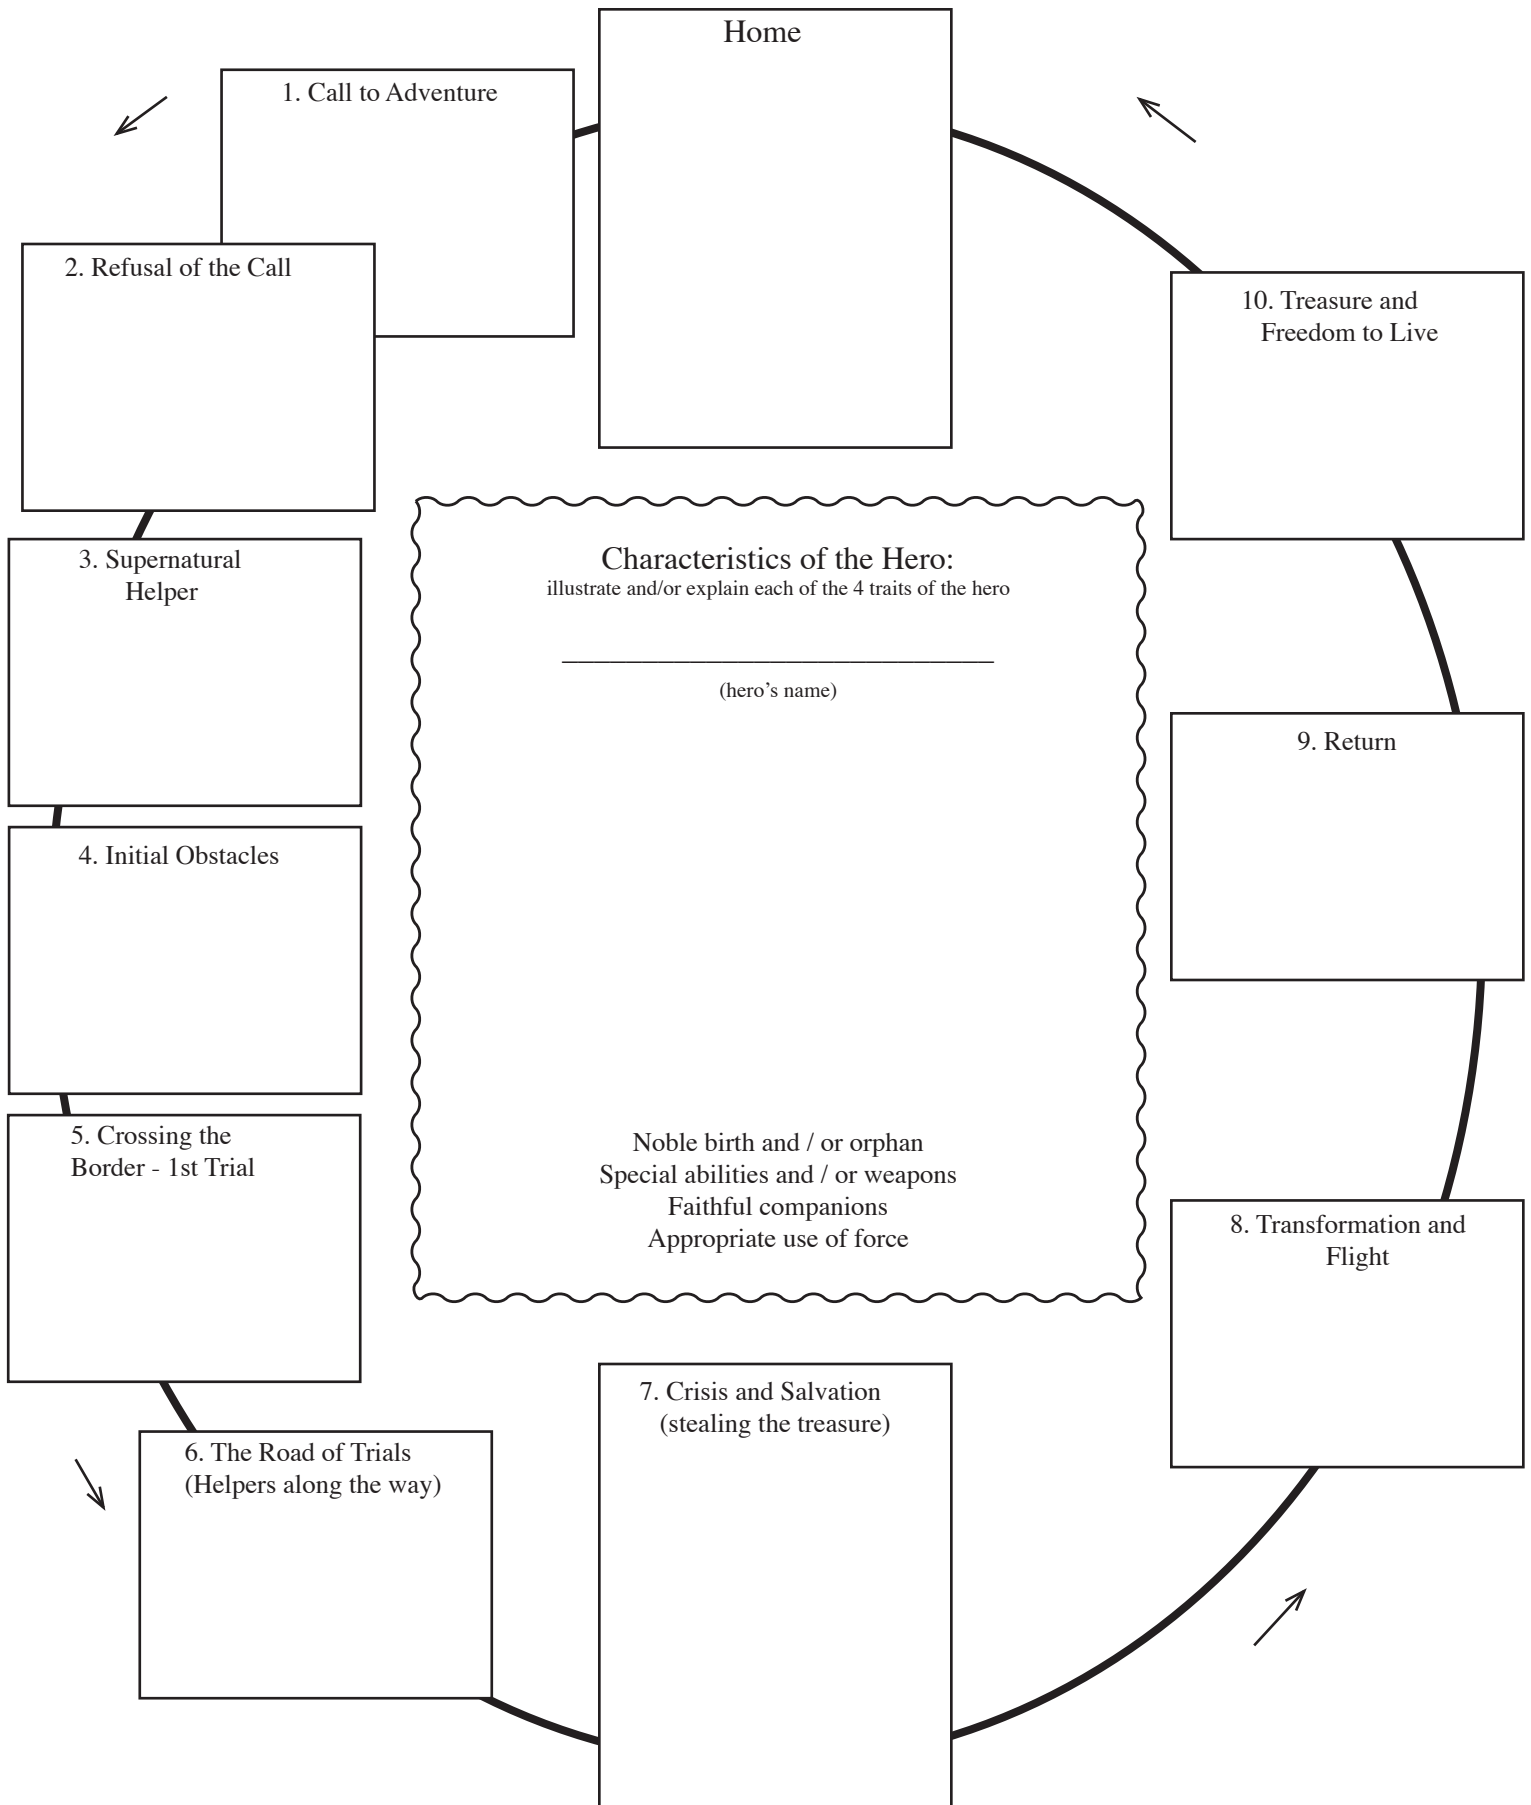 Home
1. Call to Adventure
2. Refusal of the Call
3. Supernatural
Helper
4. Initial Obstacles
5. Crossing the
Border - 1st Trial
6. The Road of Trials
(Helpers along the way)
7. Crisis and Salvation
(stealing the treasure)
8. Transformation and
Flight
9. Return
10. Treasure and
Freedom to Live
Characteristics of the Hero:
illustrate and/or explain each of the 4 traits of the hero
(hero’s name)
Noble birth and / or orphan
Special abilities and / or weapons
Faithful companions
Appropriate use of force